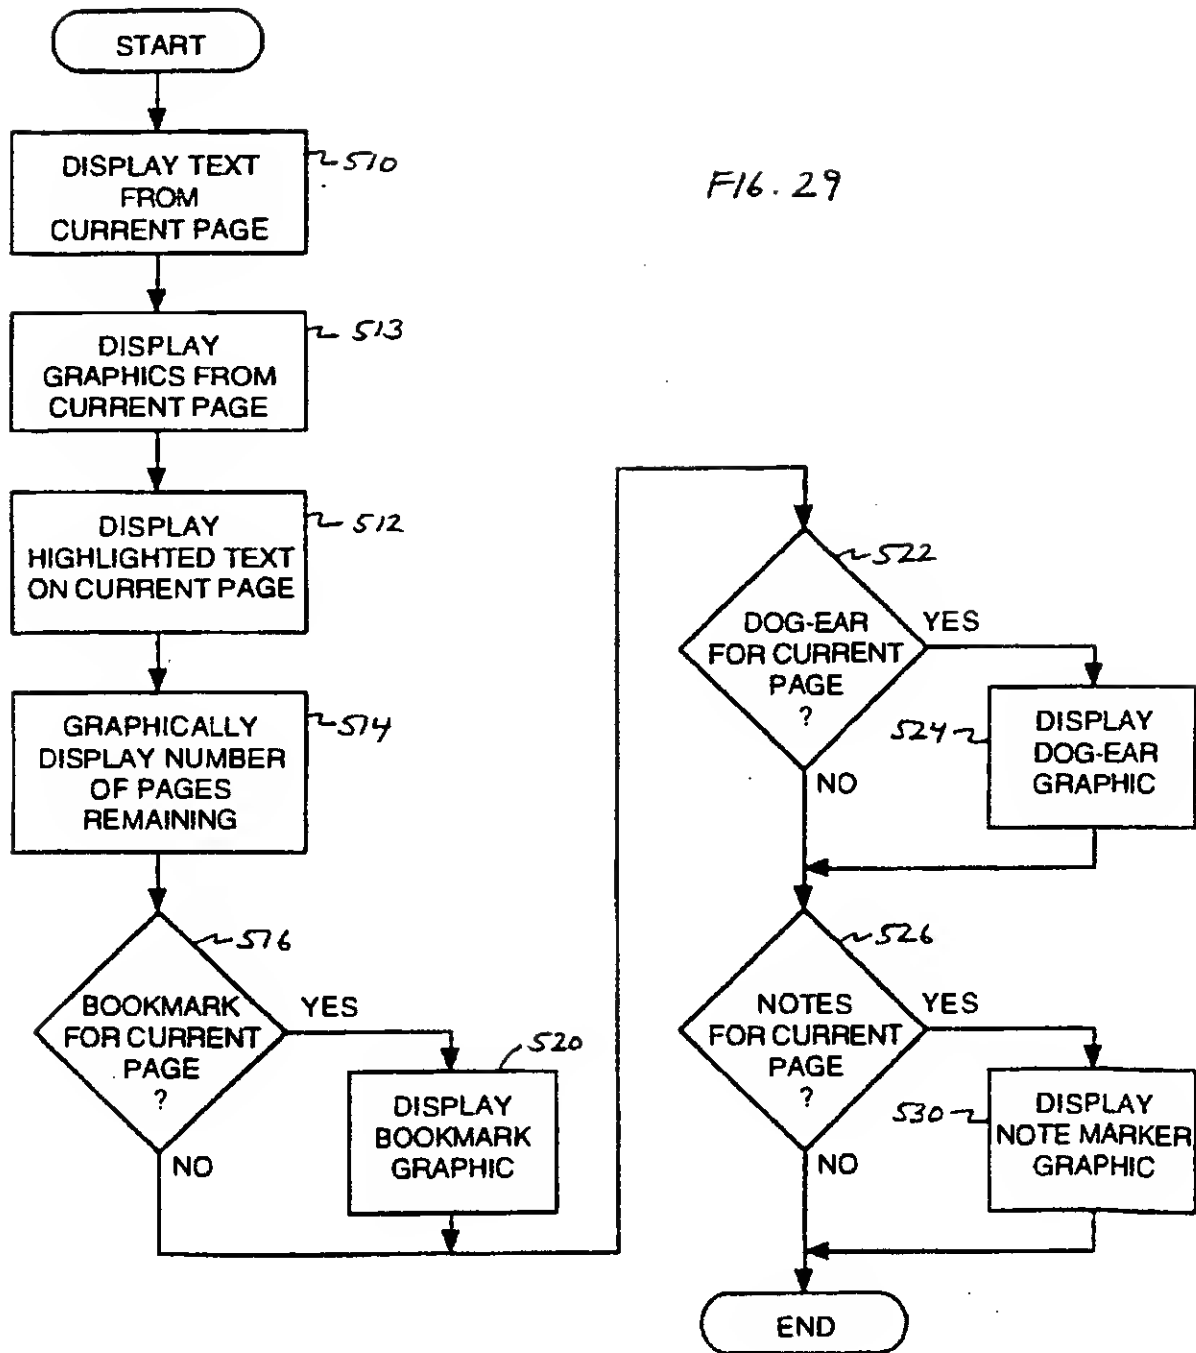 START
DISPLAY TEXT
FROM
CURRENT PAGE
510
FIG. 29
DISPLAY
GRAPHICS FROM
CURRENT PAGE
513
DISPLAY
HIGHLIGHTED TEXT
ON CURRENT PAGE
512
GRAPHICALLY
DISPLAY NUMBER
OF PAGES
REMAINING
514
BOOKMARK
FOR CURRENT
PAGE
?
516
YES
NO
DISPLAY
BOOKMARK
GRAPHIC
520
DOG-EAR
FOR CURRENT
PAGE
?
522
YES
NO
DISPLAY
DOG-EAR
GRAPHIC
524
NOTES
FOR CURRENT
PAGE
?
526
YES
NO
DISPLAY
NOTE MARKER
GRAPHIC
530
END